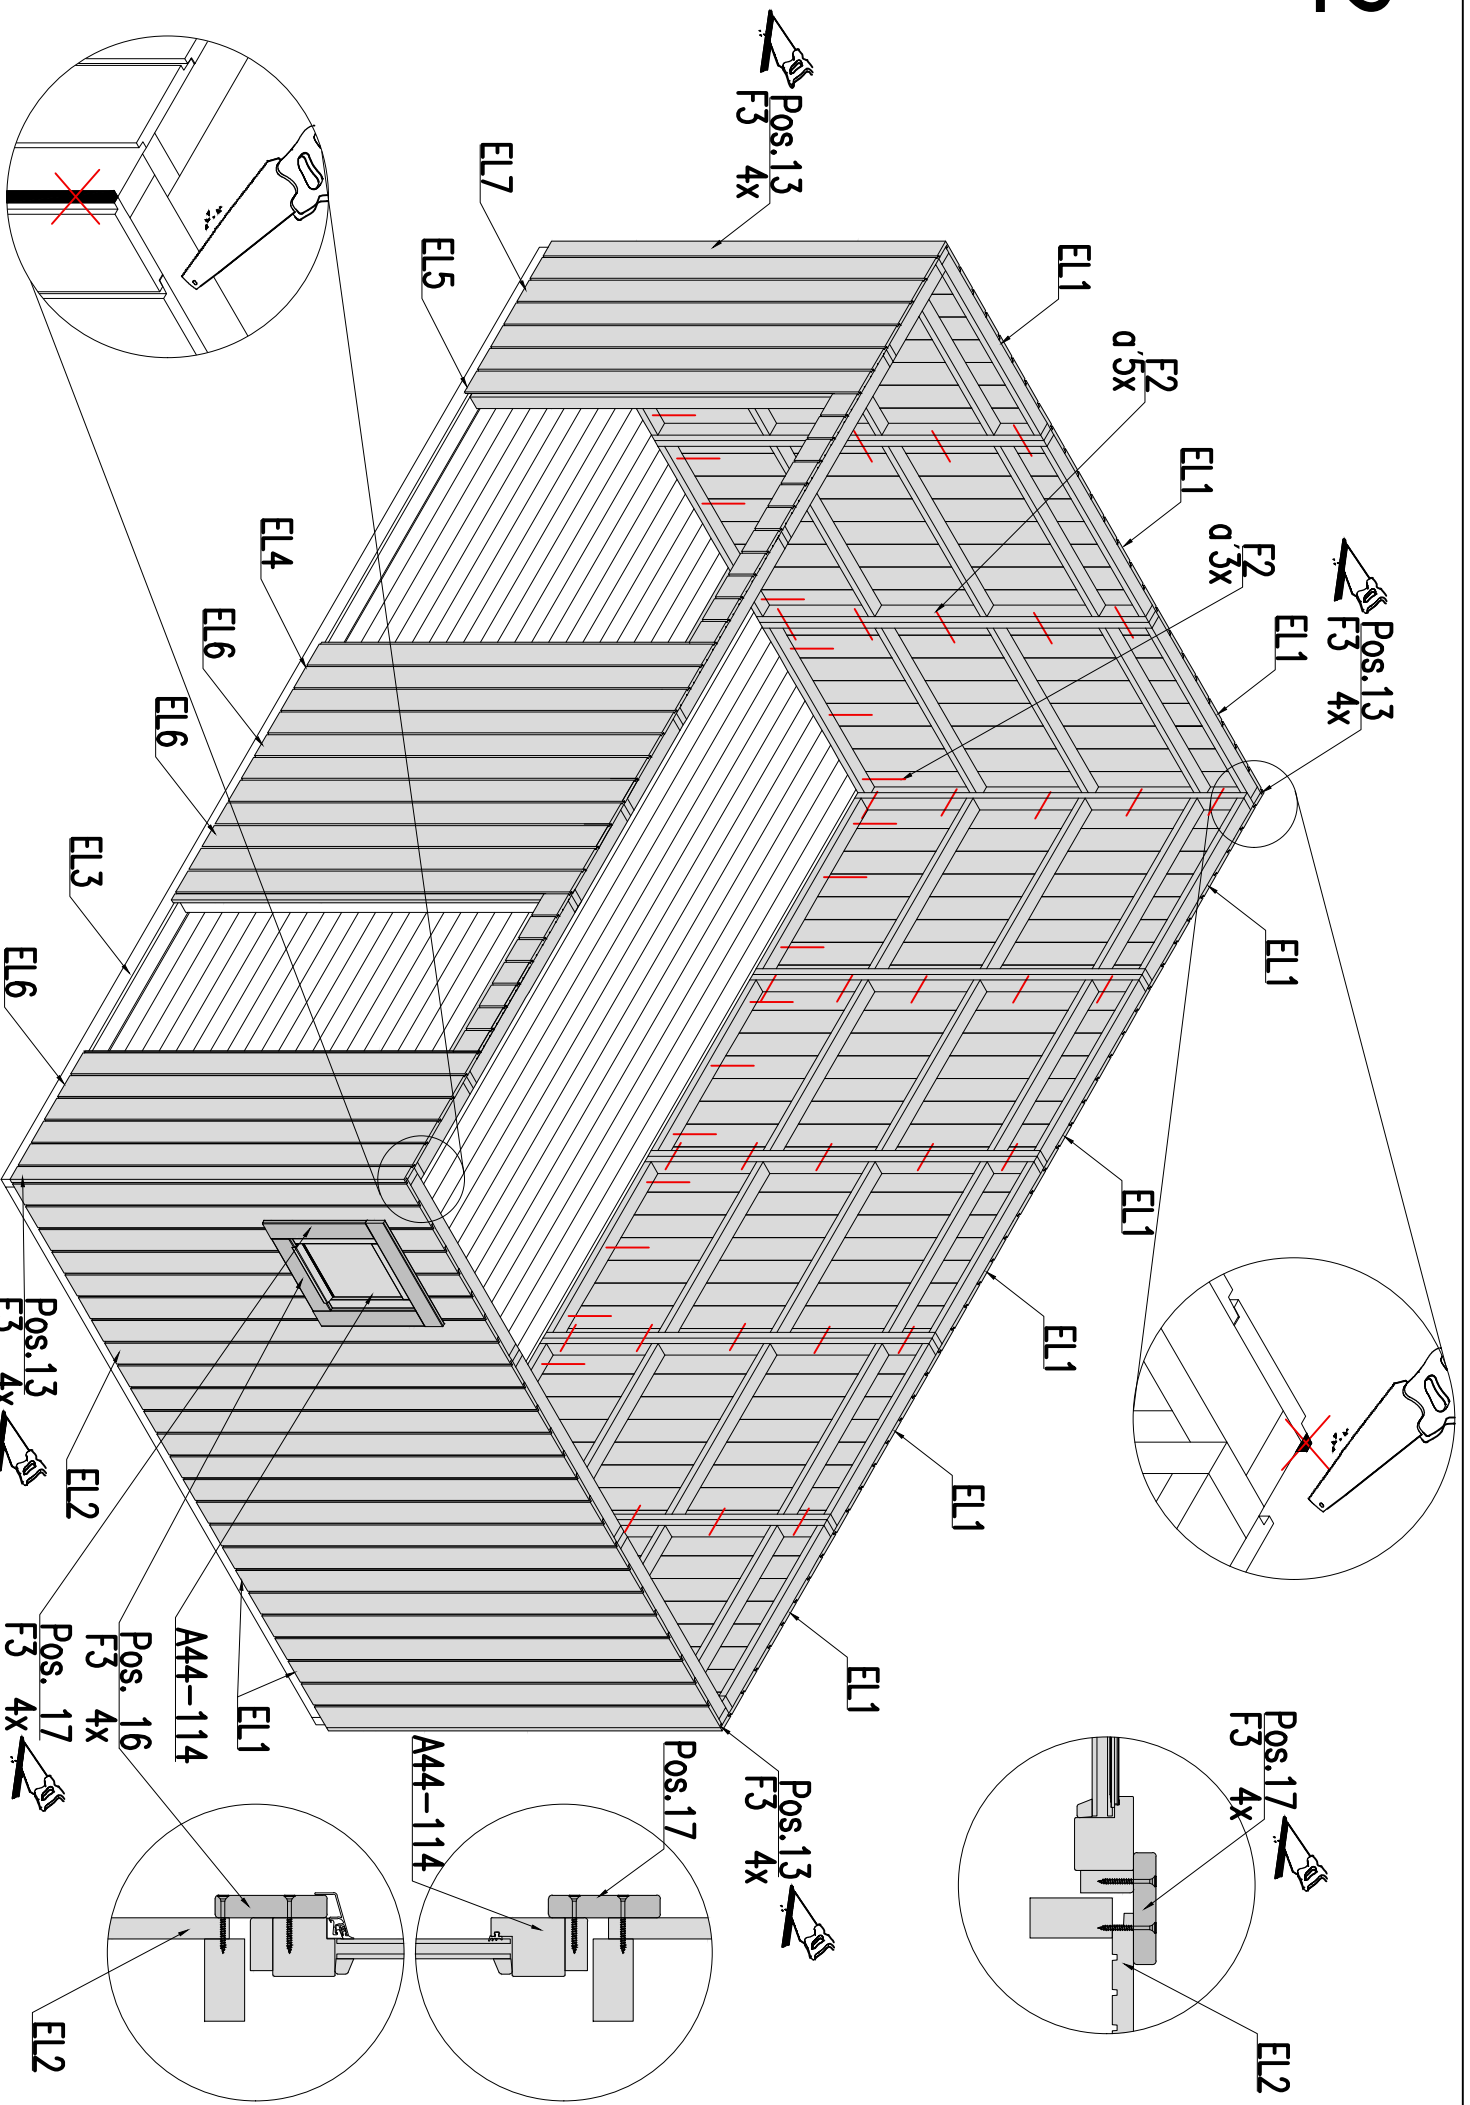 Pos.13
F3 4x
EL7
EL5
EL1
F2
a'5x
EL1
F2
a'3x
EL1
Pos.13
F3 4x
EL1
EL1
EL1
EL1
EL1
EL4
EL6
EL6
EL3
EL6
Pos.13
F3 4x
EL2
EL1
A44-114
Pos. 16
F3 4x
Pos. 17
F3 4x
Pos.13
F3 4x
Pos.17
A44-114
EL2
Pos.17
F3 4x
EL2